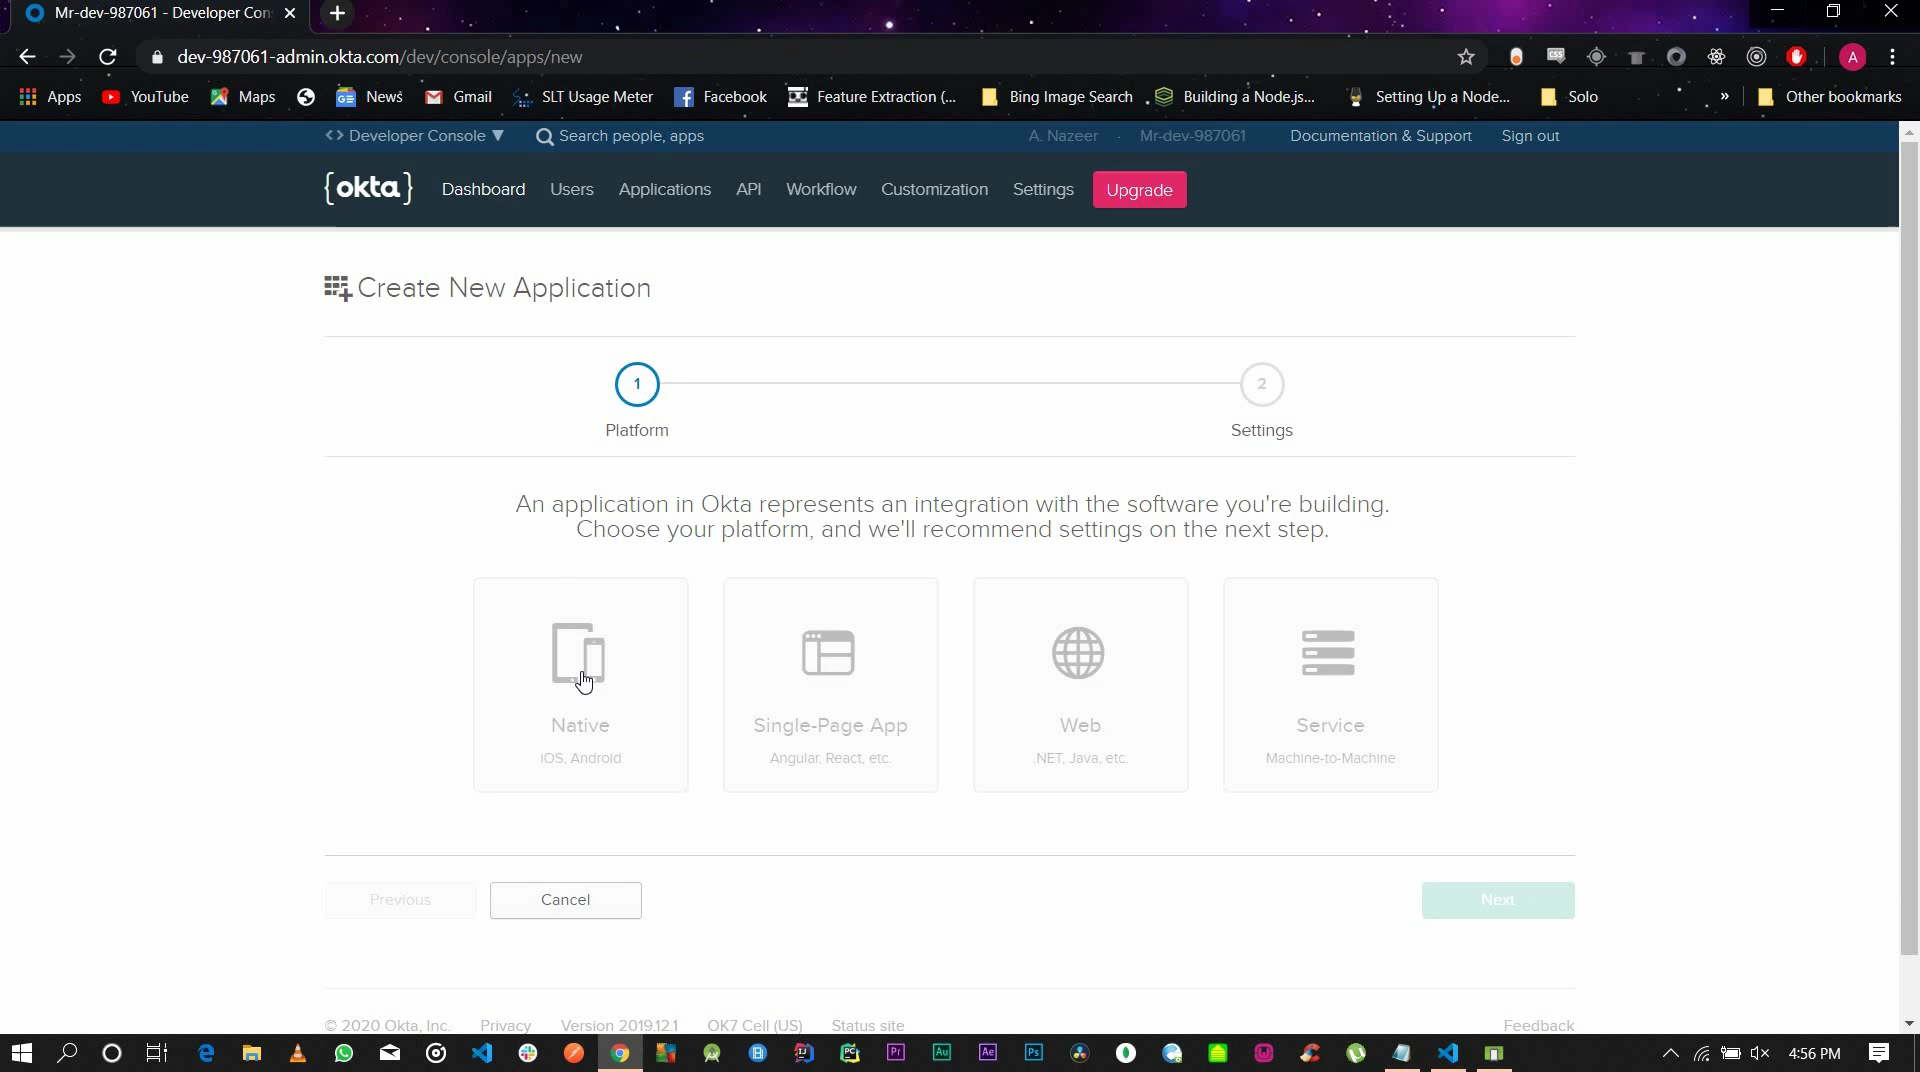 Mr-dev-987061 - Developer Con
dev-987061-admin.okta.com/dev/console/apps/new
Apps YouTube Maps News Gmail SLT Usage Meter Facebook Feature Extraction (... Bing Image Search Building a Node.js... Setting Up a Node... Solo » Other bookmarks
<> Developer Console ▼ Search people, apps A. Nazeer Mr-dev-987061 Documentation & Support Sign out
{okta} Dashboard Users Applications API Workflow Customization Settings Upgrade
Create New Application
1 2
Platform Settings
An application in Okta represents an integration with the software you're building.
Choose your platform, and we'll recommend settings on the next step.
Native Single-Page App Web Service
iOS, Android Angular, React, etc. .NET, Java, etc. Machine-to-Machine
Previous Cancel Next
© 2020 Okta, Inc. Privacy Version 2019.12.1 OK7 Cell (US) Status site Feedback
4:56 PM